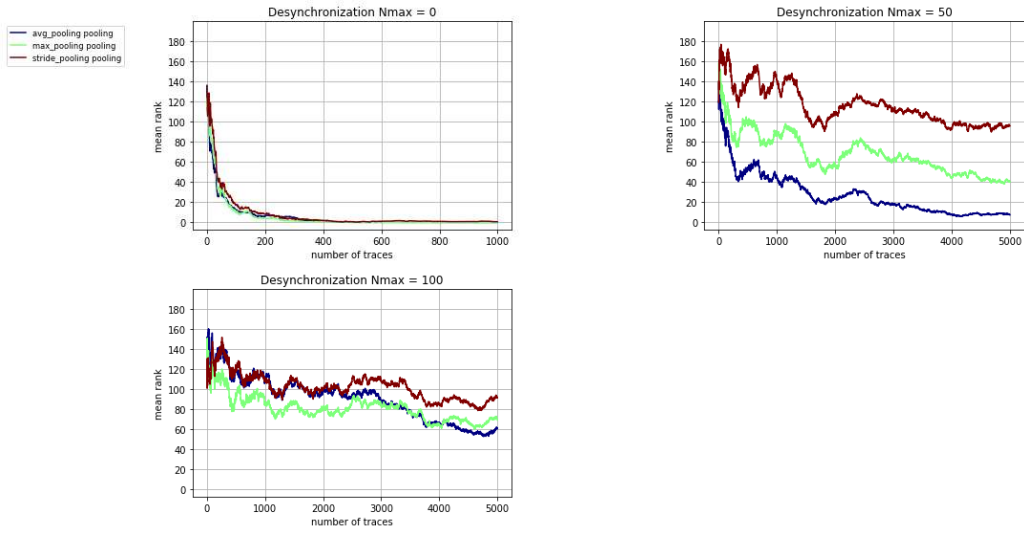 avg_pooling pooling
max_pooling pooling
stride_pooling pooling
Desynchronization Nmax = 0
mean rank
180
160
140
120
100
80
60
40
20
0
0 200 400 600 800 1000
number of traces
Desynchronization Nmax = 50
mean rank
180
160
140
120
100
80
60
40
20
0
0 1000 2000 3000 4000 5000
number of traces
Desynchronization Nmax = 100
mean rank
180
160
140
120
100
80
60
40
20
0
0 1000 2000 3000 4000 5000
number of traces